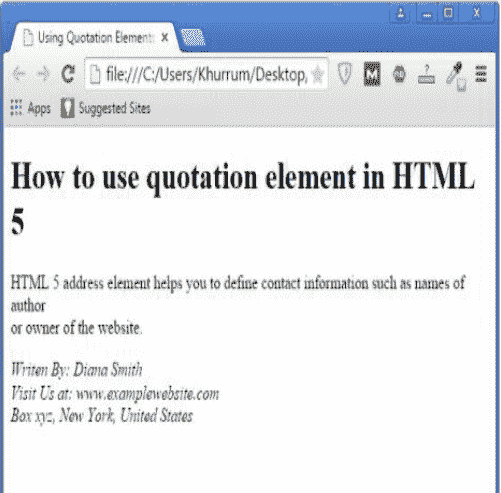 Using Quotation Element:
file:///C:/Users/Khurrum/Desktop,
Apps
Suggested Sites
How to use quotation element in HTML
5
HTML 5 address element helps you to define contact information such as names of
author
or owner of the website.
Writen By: Diana Smith
Visit Us at: www.examplewebsite.com
Box xyz, New York, United States